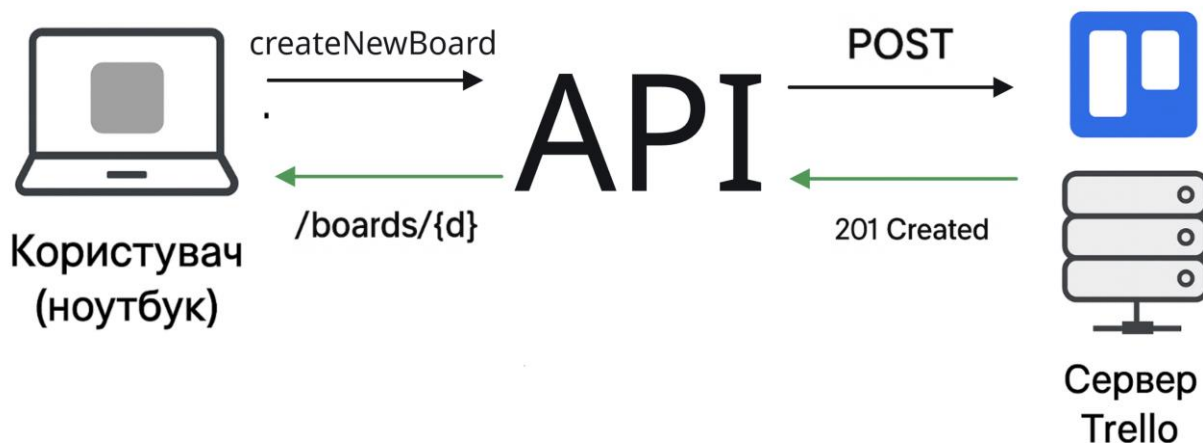 createNewBoard
POST
API
/boards/{d}
201 Created
Користувач
(ноутбук)
Сервер
Trello